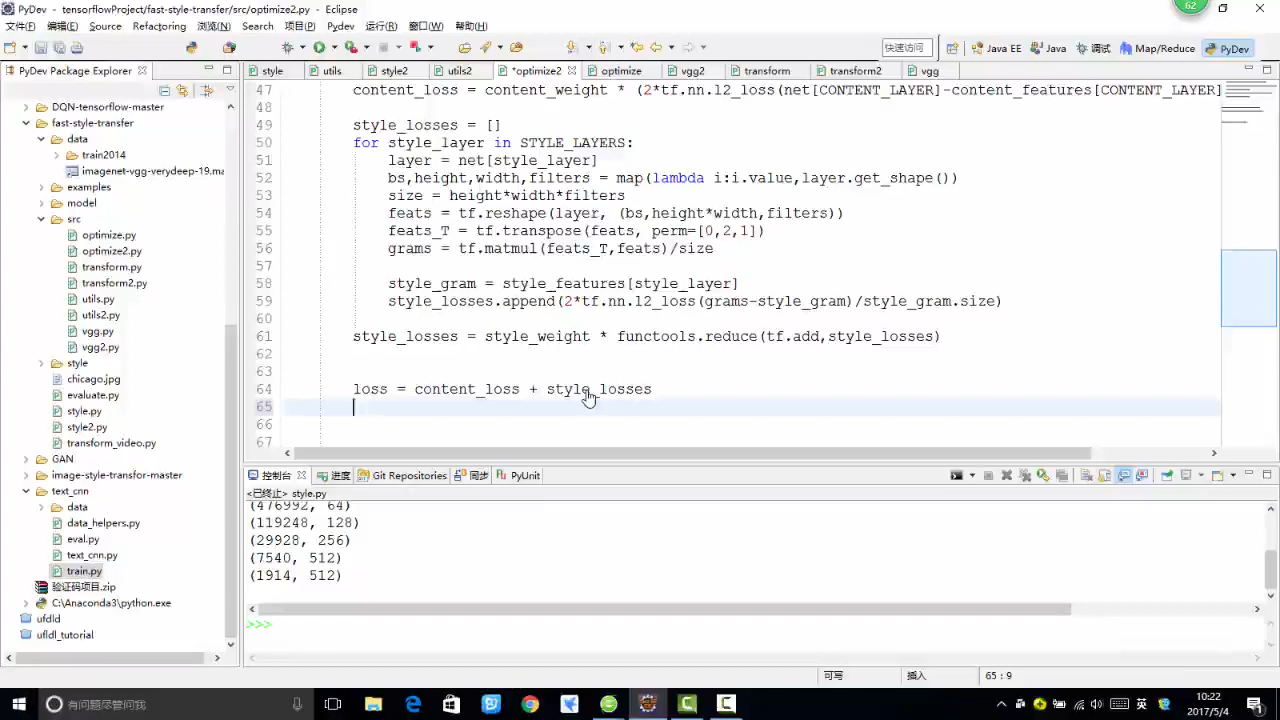 62
PyDev - tensorflowProject/fast-style-transfer/src/optimize2.py - Eclipse
文件(F) 编辑(E) Source Refactoring 浏览(N) Search 项目(P) Pydev 运行(R) 窗口(W) 帮助(H)
快速访问 Java EE Java 调试 Map/Reduce PyDev
PyDev Package Explorer
style utils style2 utils2 *optimize2 optimize vgg2 transform transform2 vgg
DQN-tensorflow-master
fast-style-transfer
data
train2014
imagenet-vgg-verydeep-19.ma
examples
model
src
optimize.py
optimize2.py
transform.py
transform2.py
utils.py
utils2.py
vgg.py
vgg2.py
style
chicago.jpg
evaluate.py
style.py
style2.py
transform_video.py
GAN
image-style-transfor-master
text_cnn
data
data_helpers.py
eval.py
text_cnn.py
train.py
验证码项目.zip
C:\Anaconda3\python.exe
ufdld
ufldl_tutorial
47 content_loss = content_weight * (2*tf.nn.l2_loss(net[CONTENT_LAYER]-content_features[CONTENT_LAYER]
48
49 style_losses = []
50 for style_layer in STYLE_LAYERS:
51 layer = net[style_layer]
52 bs,height,width,filters = map(lambda i:i.value,layer.get_shape())
53 size = height*width*filters
54 feats = tf.reshape(layer, (bs,height*width,filters))
55 feats_T = tf.transpose(feats, perm=[0,2,1])
56 grams = tf.matmul(feats_T,feats)/size
57
58 style_gram = style_features[style_layer]
59 style_losses.append(2*tf.nn.l2_loss(grams-style_gram)/style_gram.size)
60
61 style_losses = style_weight * functools.reduce(tf.add,style_losses)
62
63
64 loss = content_loss + style_losses
65
66
67
控制台 进度 Git Repositories 同步 PyUnit
<已终止> style.py
(476992, 64)
(119248, 128)
(29928, 256)
(7540, 512)
(1914, 512)
>>>
可写 插入 65 : 9
有问题尽管问我
英
10:22
2017/5/4